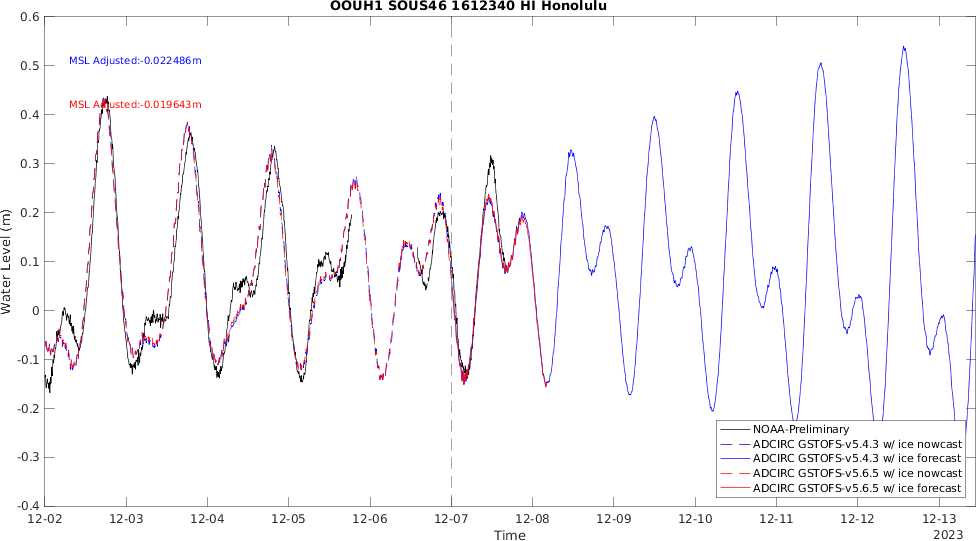 OOUH1 SOUS46 1612340 HI Honolulu
0.6
0.5
0.4
0.3
0.2
0.1
0
-0.1
-0.2
-0.3
-0.4
Water Level (m)
MSL Adjusted:-0.022486m
MSL Adjusted:-0.019643m
NOAA-Preliminary
ADCIRC GSTOFS-v5.4.3 w/ ice nowcast
ADCIRC GSTOFS-v5.4.3 w/ ice forecast
ADCIRC GSTOFS-v5.6.5 w/ ice nowcast
ADCIRC GSTOFS-v5.6.5 w/ ice forecast
12-02 12-03 12-04 12-05 12-06 12-07 12-08 12-09 12-10 12-11 12-12 12-13
Time
2023